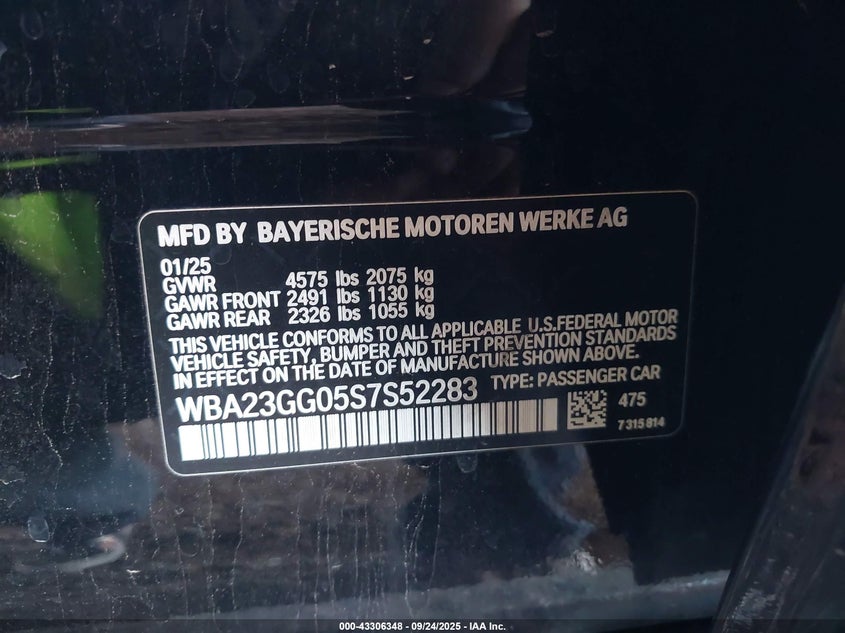 MFD BY BAYERISCHE MOTOREN WERKE AG
01/25
GVWR 4575 lbs 2075 kg
GAWR FRONT 2491 lbs 1130 kg
GAWR REAR 2326 lbs 1055 kg
THIS VEHICLE CONFORMS TO ALL APPLICABLE U.S.FEDERAL MOTOR
VEHICLE SAFETY, BUMPER AND THEFT PREVENTION STANDARDS
IN EFFECT ON THE DATE OF MANUFACTURE SHOWN ABOVE.
WBA23GG05S7S52283 TYPE: PASSENGER CAR
475
7 315 814
000-43306348 - 09/24/2025 - IAA Inc.